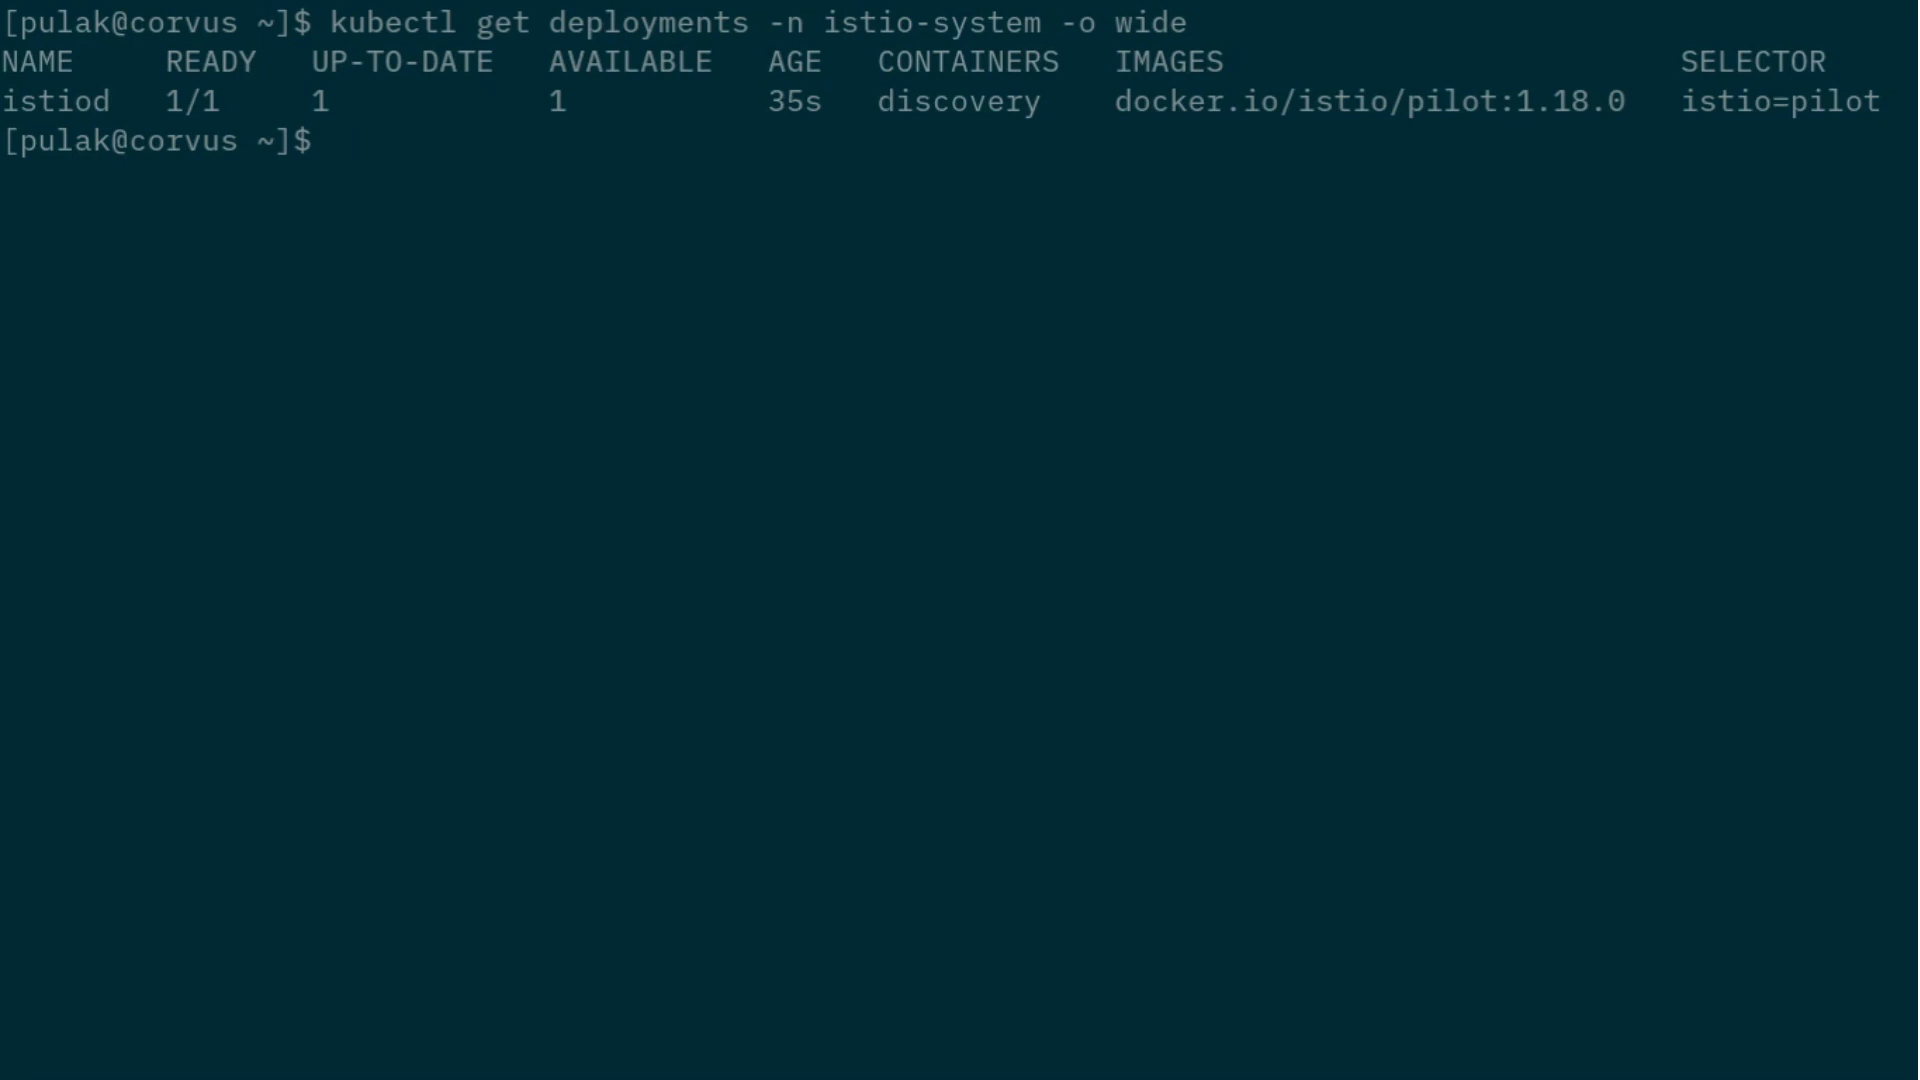 [pulak@corvus ~]$ kubectl get deployments -n istio-system -o wide
NAME     READY   UP-TO-DATE   AVAILABLE   AGE   CONTAINERS   IMAGES                         SELECTOR
istiod   1/1     1            1           35s   discovery    docker.io/istio/pilot:1.18.0   istio=pilot
[pulak@corvus ~]$